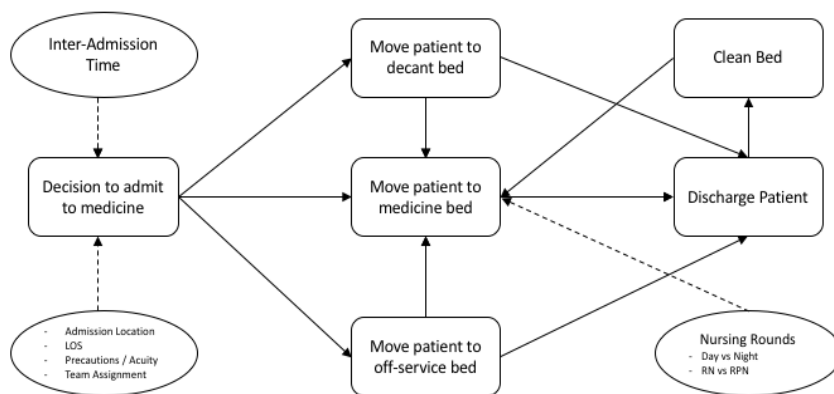 Inter-Admission
Time
Move patient to
decant bed
Clean Bed
Decision to admit
to medicine
Move patient to
medicine bed
Discharge Patient
- Admission Location
- LOS
- Precautions / Acuity
- Team Assignment
Move patient to
off-service bed
Nursing Rounds
- Day vs Night
- RN vs RPN